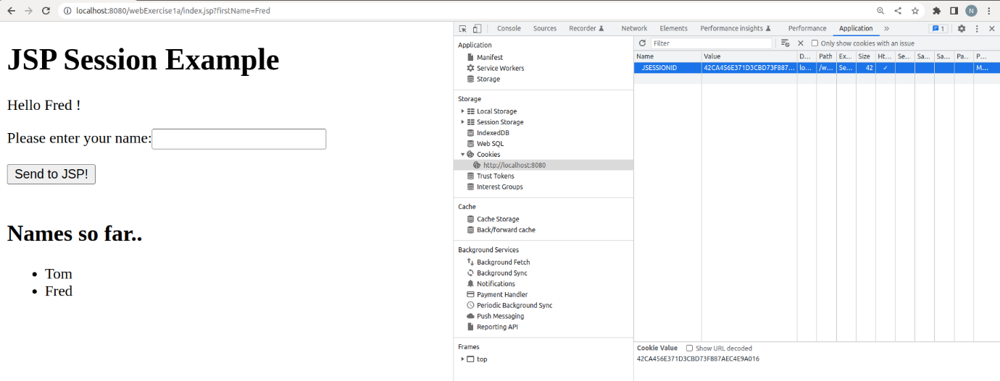 localhost:8080/webExercise1a/index.jsp?firstName=Fred
N
JSP Session Example
Hello Fred !
Please enter your name:
Send to JSP!
Names so far..
• Tom
• Fred
Console Sources Recorder Network Elements Performance insights Performance Application » 1
Application
Manifest
Service Workers
Storage
Storage
Local Storage
Session Storage
IndexedDB
Web SQL
Cookies
http://localhost:8080
Trust Tokens
Interest Groups
Cache
Cache Storage
Back/forward cache
Background Services
Background Fetch
Background Sync
Notifications
Payment Handler
Periodic Background Sync
Push Messaging
Reporting API
Frames
top
Filter Only show cookies with an issue
Name Value D... Path Ex... Size Ht... Se... Sa... Sa... Pa... P...
JSESSIONID 42CA456E371D3CBD73F887... lo... /w... Se... 42 ✓ M...
Cookie Value Show URL decoded
42CA456E371D3CBD73F887AEC4E9A016